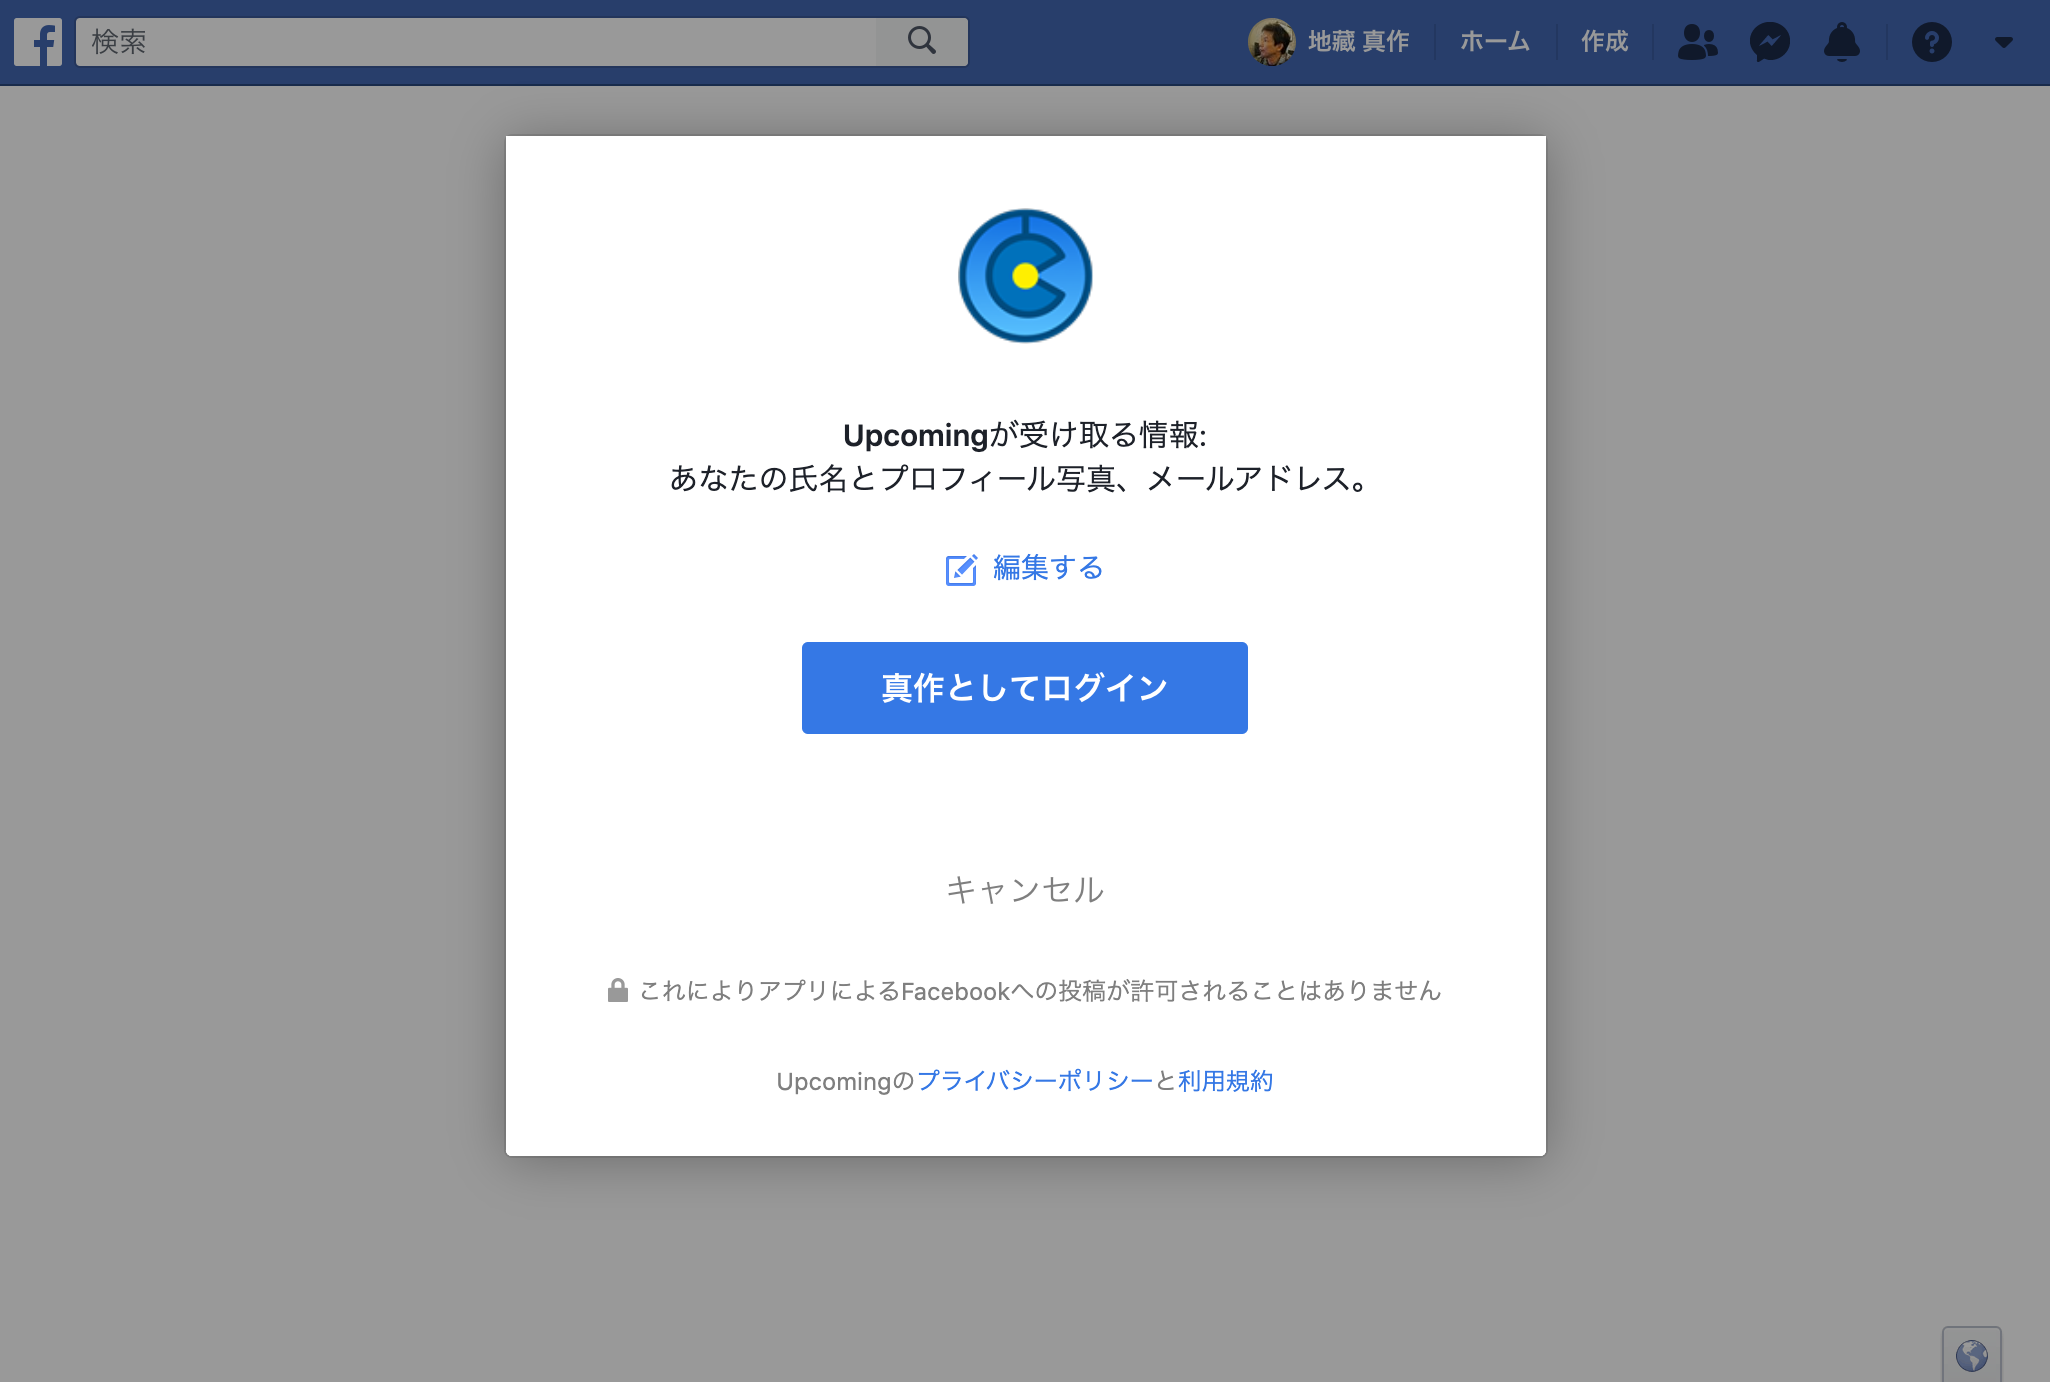 検索
地藏 真作
ホーム
作成
Upcomingが受け取る情報:
あなたの氏名とプロフィール写真、メールアドレス。
編集する
真作としてログイン
キャンセル
これによりアプリによるFacebookへの投稿が許可されることはありません
Upcomingのプライバシーポリシーと利用規約